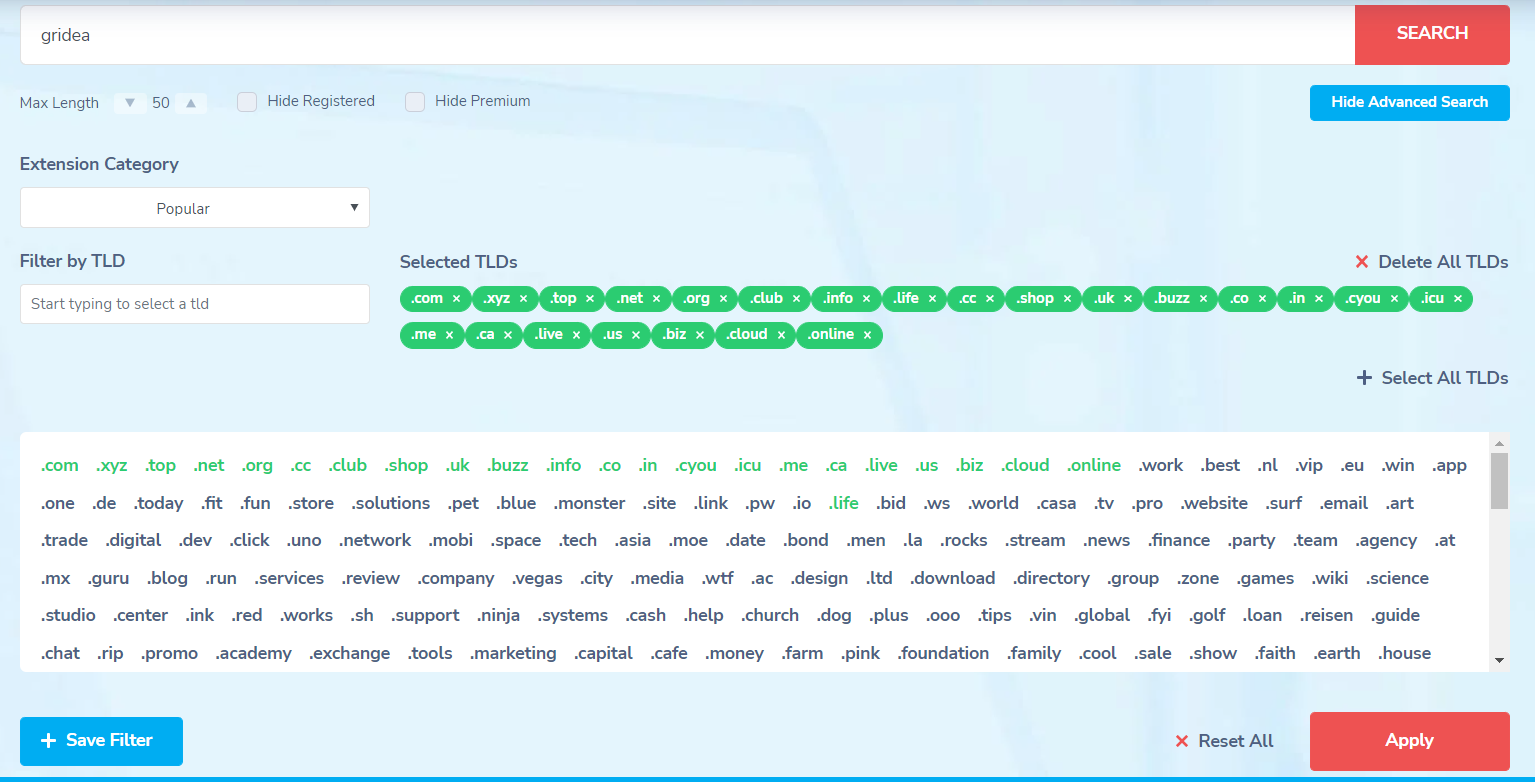 gridea
SEARCH
Max Length ▼ 50 ▲ Hide Registered Hide Premium
Hide Advanced Search
Extension Category
Popular ▼
Filter by TLD
Start typing to select a tld
Selected TLDs
× Delete All TLDs
.com × .xyz × .top × .net × .org × .club × .info × .life × .cc × .shop × .uk × .buzz × .co × .in × .cyou × .icu ×
.me × .ca × .live × .us × .biz × .cloud × .online ×
+ Select All TLDs
.com .xyz .top .net .org .cc .club .shop .uk .buzz .info .co .in .cyou .icu .me .ca .live .us .biz .cloud .online .work .best .nl .vip .eu .win .app
.one .de .today .fit .fun .store .solutions .pet .blue .monster .site .link .pw .io .life .bid .ws .world .casa .tv .pro .website .surf .email .art
.trade .digital .dev .click .uno .network .mobi .space .tech .asia .moe .date .bond .men .la .rocks .stream .news .finance .party .team .agency .at
.mx .guru .blog .run .services .review .company .vegas .city .media .wtf .ac .design .ltd .download .directory .group .zone .games .wiki .science
.studio .center .ink .red .works .sh .support .ninja .systems .cash .help .church .dog .plus .ooo .tips .vin .global .fyi .golf .loan .reisen .guide
.chat .rip .promo .academy .exchange .tools .marketing .capital .cafe .money .farm .pink .foundation .family .cool .sale .show .faith .earth .house
+ Save Filter
× Reset All
Apply